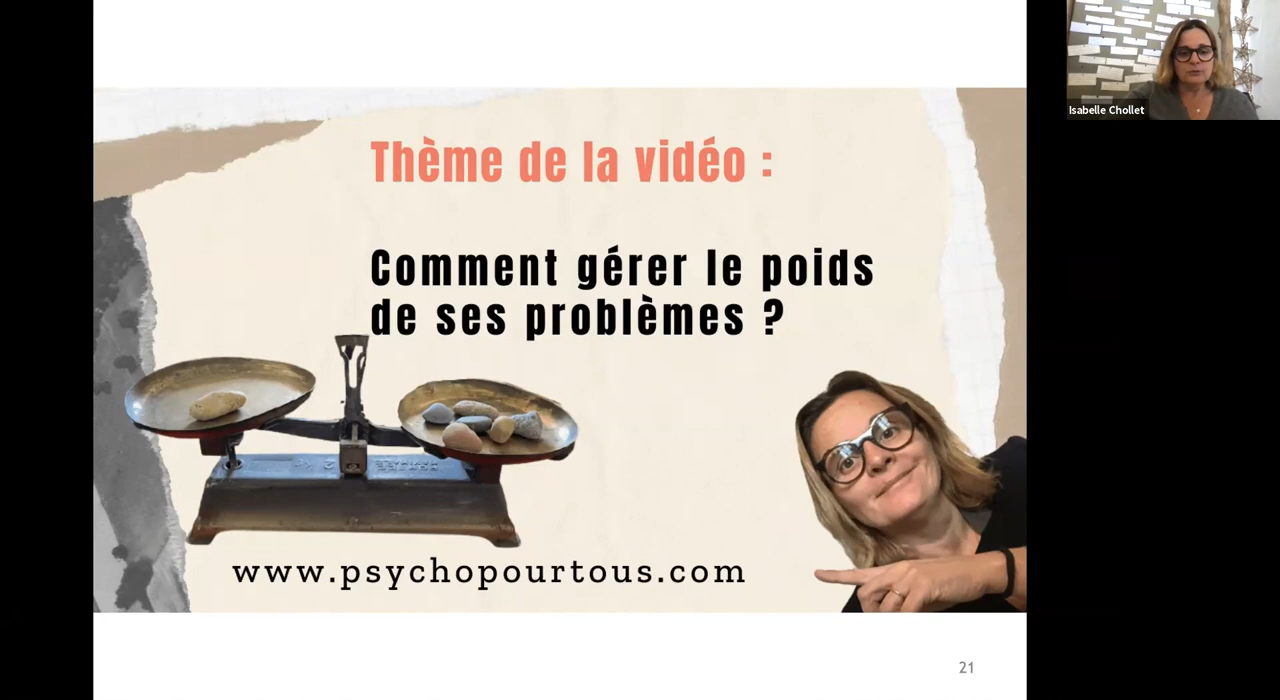 Thème de la vidéo :
Comment gérer le poids
de ses problèmes ?
www.psychopourtous.com
21
Isabelle Chollet